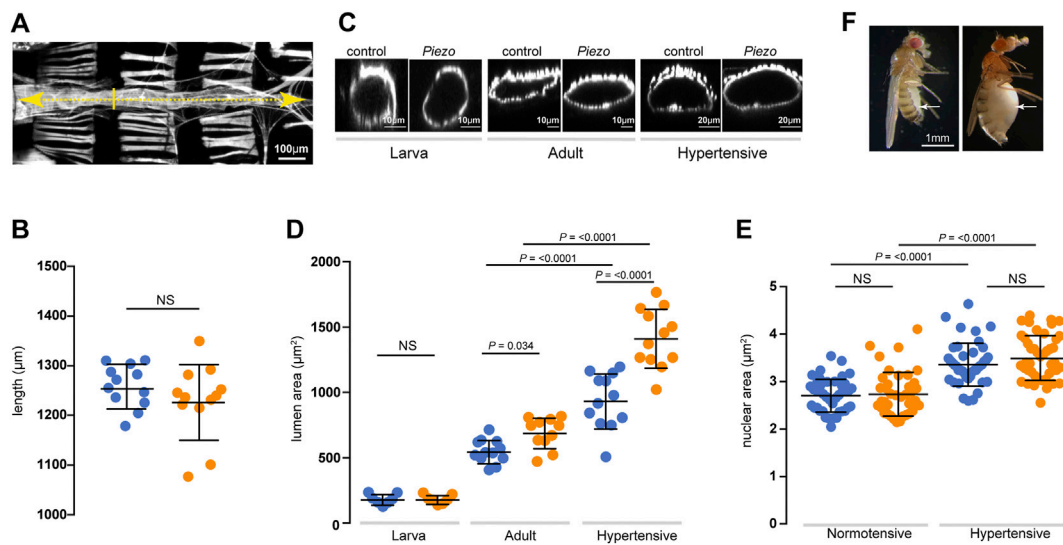 A
100µm
C
control Piezo control Piezo control Piezo
10µm 10µm 10µm 10µm 20µm 20µm
Larva Adult Hypertensive
F
1mm
B
length (µm)
1500
1400
1300
1200
1100
1000
NS
D
lumen area (µm²)
2000
1500
1000
500
0
P = <0.0001
P = <0.0001
P = <0.0001
P = 0.034
NS
Larva Adult Hypertensive
E
nuclear area (µm²)
5
4
3
2
1
0
P = <0.0001
P = <0.0001
NS NS
Normotensive Hypertensive